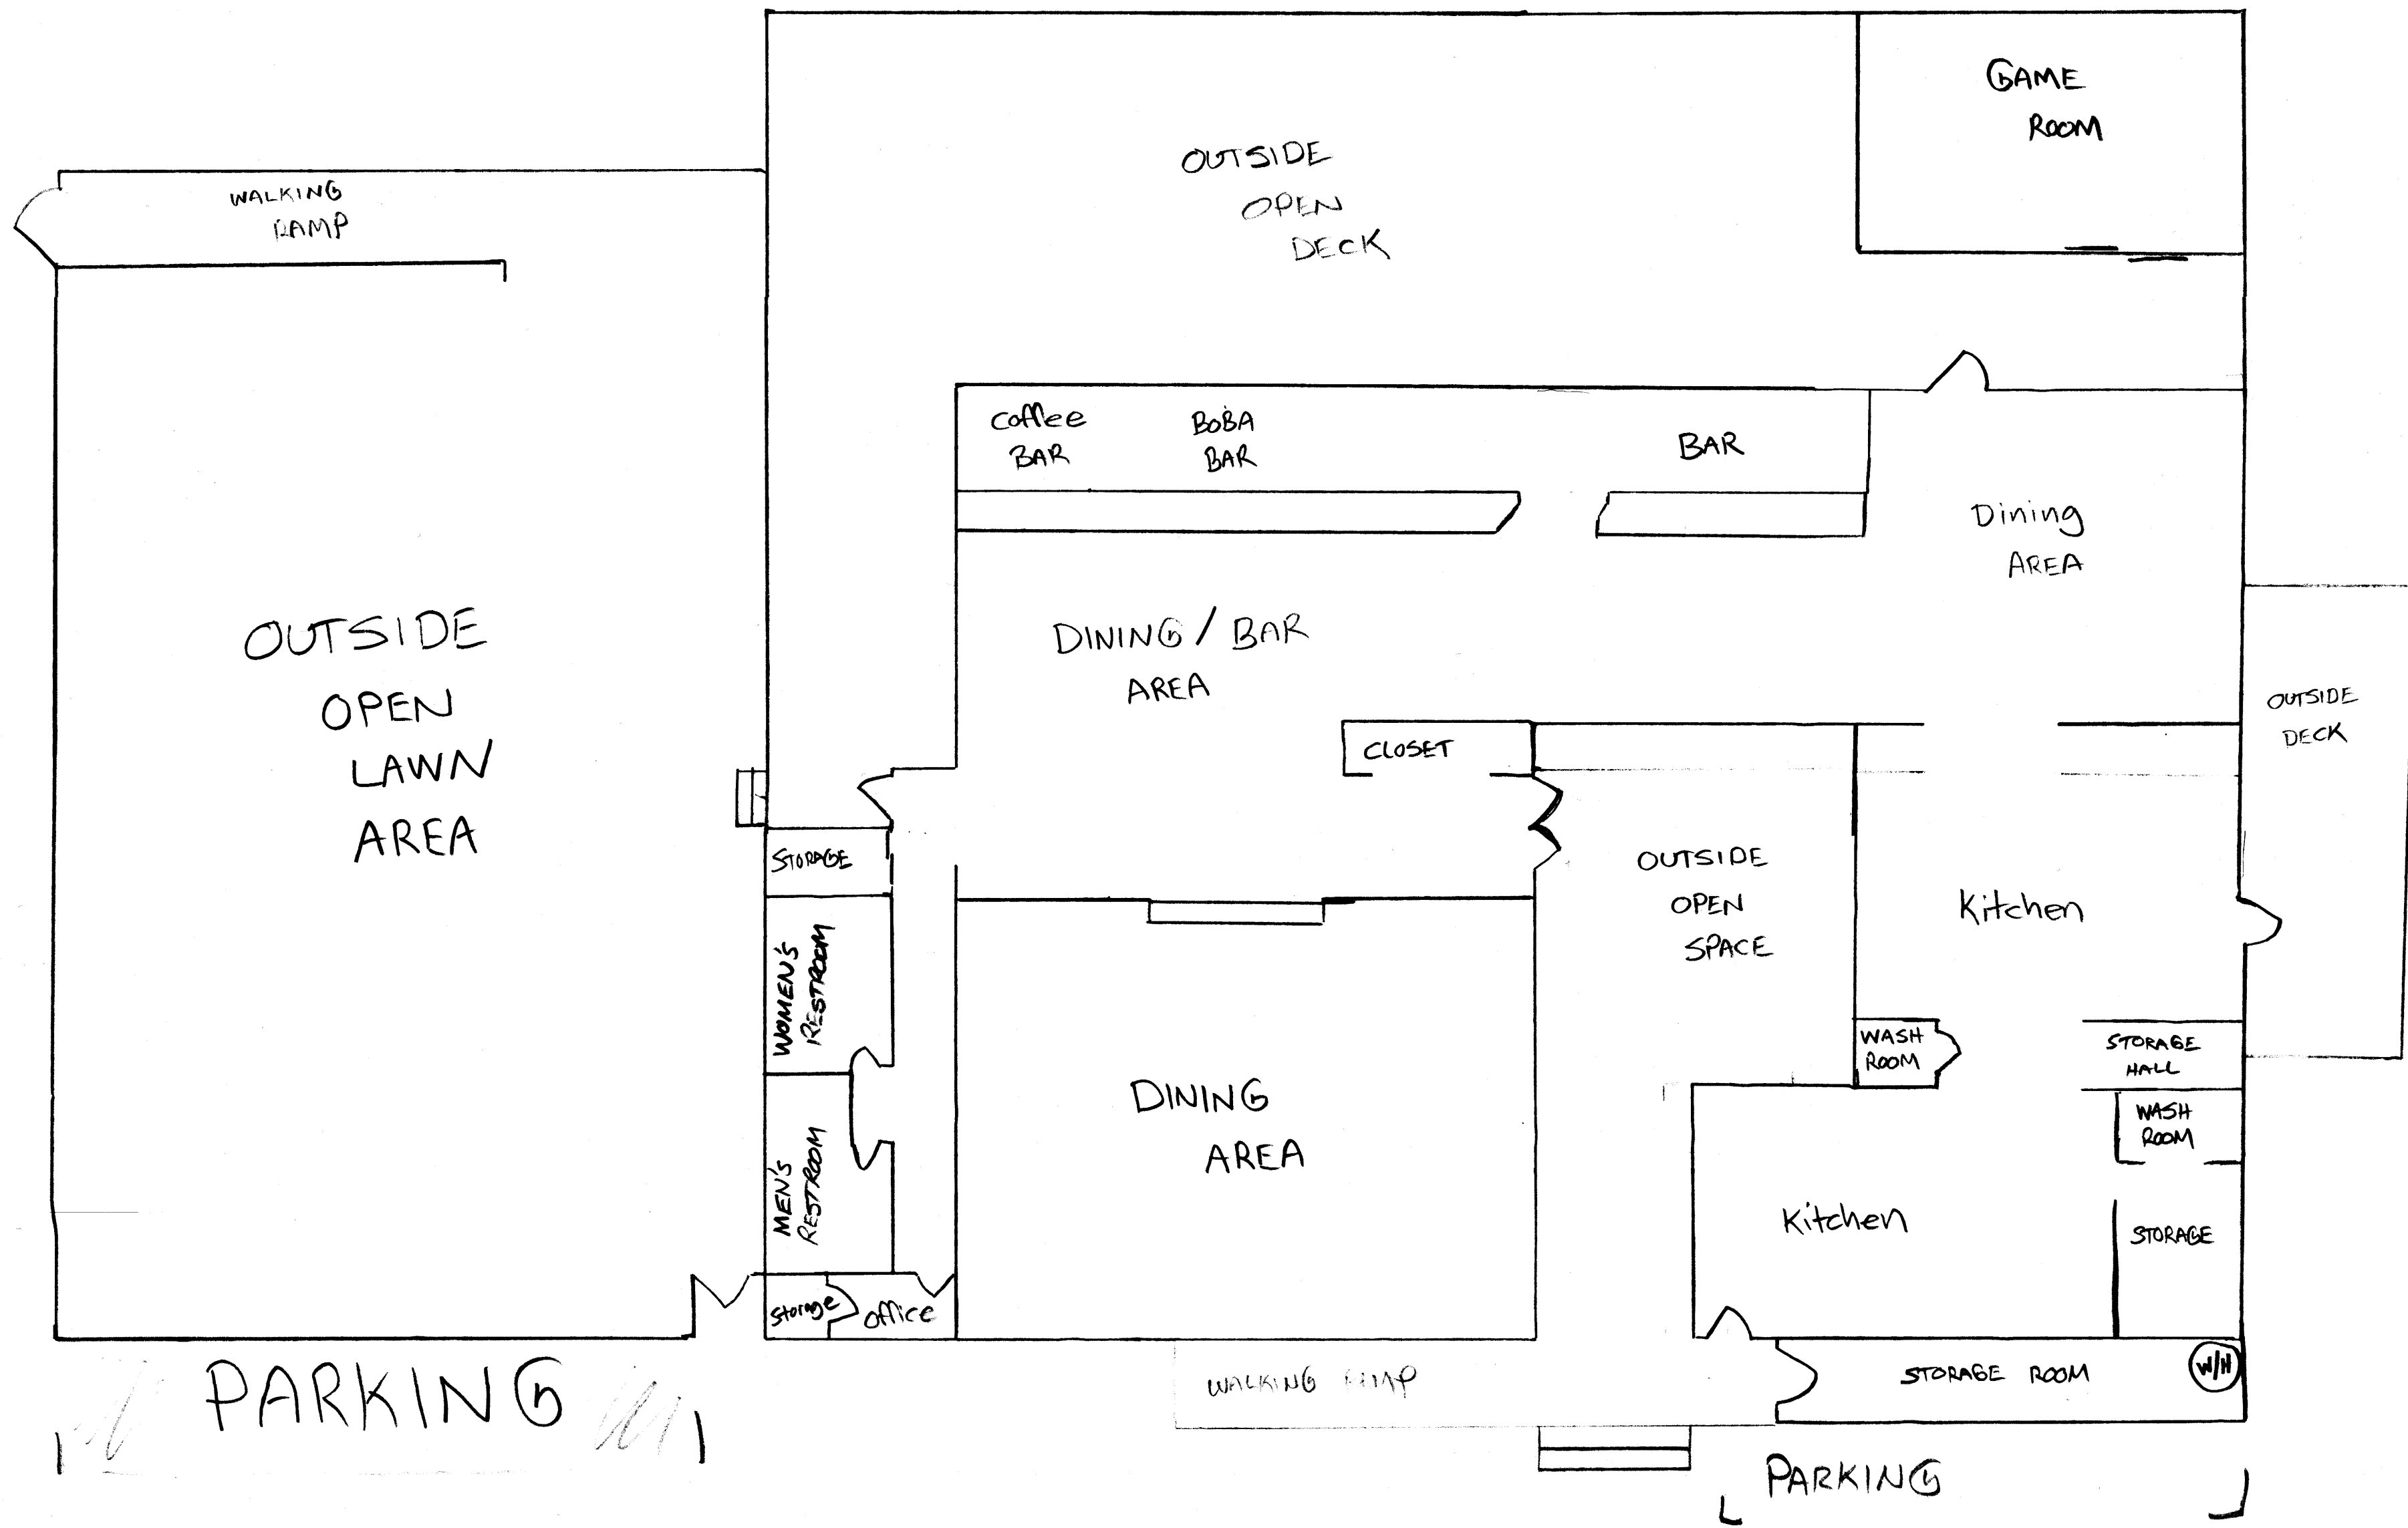 GAME
ROOM
OUTSIDE
OPEN
DECK
WALKING
RAMP
Coffee
BAR
BOBA
BAR
BAR
Dining
AREA
DINING / BAR
AREA
OUTSIDE
OPEN
LAWN
AREA
OUTSIDE
DECK
CLOSET
STORAGE
OUTSIDE
OPEN
SPACE
Kitchen
WOMEN'S
RESTROOM
WASH
ROOM
STORAGE
HALL
WASH
ROOM
DINING
AREA
MEN'S
RESTROOM
Kitchen
STORAGE
Storage
Office
WALKING RAMP
STORAGE ROOM
W/H
PARKING
PARKING